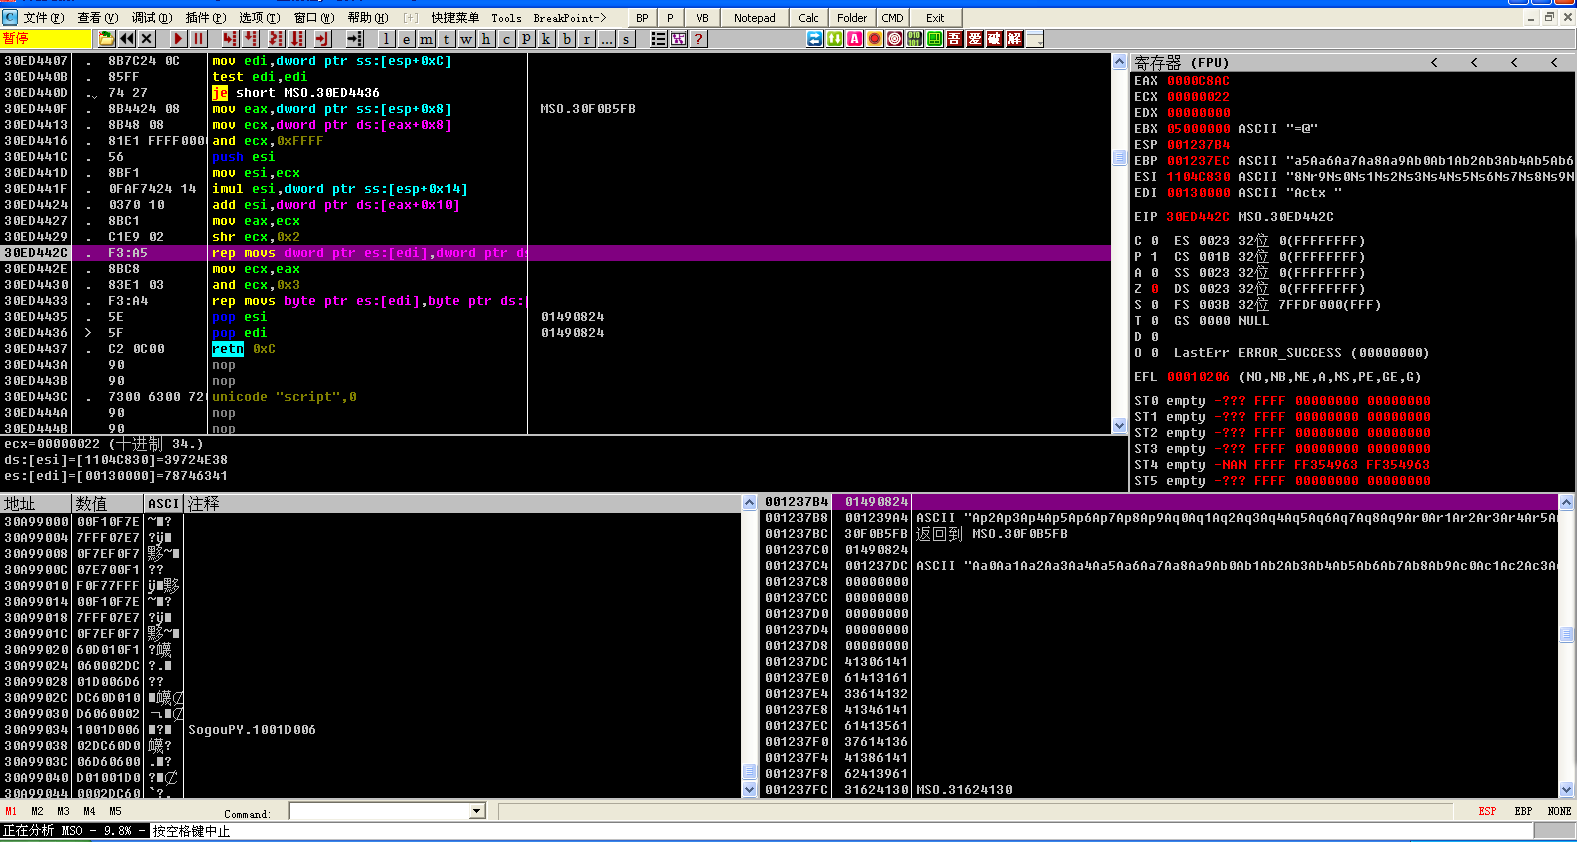 文件(F) 查看(V) 调试(D) 插件(P) 选项(T) 窗口(W) 帮助(H) [+] 快捷菜单 Tools BreakPoint-> BP P VB Notepad Calc Folder CMD Exit
暂停 l e m t w h c p k b r ... s ? 吾 爱 破 解
30ED4407 . 8B7C24 0C mov edi,dword ptr ss:[esp+0xC]
30ED440B . 85FF test edi,edi
30ED440D . 74 27 je short MSO.30ED4436
30ED440F . 8B4424 08 mov eax,dword ptr ss:[esp+0x8] MSO.30F0B5FB
30ED4413 . 8B48 08 mov ecx,dword ptr ds:[eax+0x8]
30ED4416 . 81E1 FFFF000 and ecx,0xFFFF
30ED441C . 56 push esi
30ED441D . 8BF1 mov esi,ecx
30ED441F . 0FAF7424 14 imul esi,dword ptr ss:[esp+0x14]
30ED4424 . 0370 10 add esi,dword ptr ds:[eax+0x10]
30ED4427 . 8BC1 mov eax,ecx
30ED4429 . C1E9 02 shr ecx,0x2
30ED442C . F3:A5 rep movs dword ptr es:[edi],dword ptr ds
30ED442E . 8BC8 mov ecx,eax
30ED4430 . 83E1 03 and ecx,0x3
30ED4433 . F3:A4 rep movs byte ptr es:[edi],byte ptr ds:[
30ED4435 . 5E pop esi 01490824
30ED4436 > 5F pop edi 01490824
30ED4437 . C2 0C00 retn 0xC
30ED443A 90 nop
30ED443B 90 nop
30ED443C . 7300 6300 72 unicode "script",0
30ED444A 90 nop
30ED444B 90 nop
ecx=00000022 (十进制 34.)
ds:[esi]=[1104C830]=39724E38
es:[edi]=[00130000]=78746341
寄存器 (FPU) < < < <
EAX 0000C8AC
ECX 00000022
EDX 00000000
EBX 05000000 ASCII "=@"
ESP 001237B4
EBP 001237EC ASCII "a5Aa6Aa7Aa8Aa9Ab0Ab1Ab2Ab3Ab4Ab5Ab6
ESI 1104C830 ASCII "8Nr9Ns0Ns1Ns2Ns3Ns4Ns5Ns6Ns7Ns8Ns9N
EDI 00130000 ASCII "Actx "
EIP 30ED442C MSO.30ED442C
C 0 ES 0023 32位 0(FFFFFFFF)
P 1 CS 001B 32位 0(FFFFFFFF)
A 0 SS 0023 32位 0(FFFFFFFF)
Z 0 DS 0023 32位 0(FFFFFFFF)
S 0 FS 003B 32位 7FFDF000(FFF)
T 0 GS 0000 NULL
D 0
O 0 LastErr ERROR_SUCCESS (00000000)
EFL 00010206 (NO,NB,NE,A,NS,PE,GE,G)
ST0 empty -??? FFFF 00000000 00000000
ST1 empty -??? FFFF 00000000 00000000
ST2 empty -??? FFFF 00000000 00000000
ST3 empty -??? FFFF 00000000 00000000
ST4 empty -NAN FFFF FF354963 FF354963
ST5 empty -??? FFFF 00000000 00000000
地址 数值 ASCI 注释
30A99000 00F10F7E
30A99004 7FFF07E7
30A99008 0F7EF0F7
30A9900C 07E700F1 ??
30A99010 F0F77FFF
30A99014 00F10F7E
30A99018 7FFF07E7
30A9901C 0F7EF0F7
30A99020 60D010F1
30A99024 060002DC
30A99028 01D006D6 ??
30A9902C DC60D010
30A99030 D6060002
30A99034 1001D006 SogouPY.1001D006
30A99038 02DC60D0
30A9903C 06D60600
30A99040 D01001D0
30A99044 0002DC60
001237B4 01490824
001237B8 001239A4 ASCII "Ap2Ap3Ap4Ap5Ap6Ap7Ap8Ap9Aq0Aq1Aq2Aq3Aq4Aq5Aq6Aq7Aq8Aq9Ar0Ar1Ar2Ar3Ar4Ar5A
001237BC 30F0B5FB 返回到 MSO.30F0B5FB
001237C0 01490824
001237C4 001237DC ASCII "Aa0Aa1Aa2Aa3Aa4Aa5Aa6Aa7Aa8Aa9Ab0Ab1Ab2Ab3Ab4Ab5Ab6Ab7Ab8Ab9Ac0Ac1Ac2Ac3A
001237C8 00000000
001237CC 00000000
001237D0 00000000
001237D4 00000000
001237D8 00000000
001237DC 41306141
001237E0 61413161
001237E4 33614132
001237E8 41346141
001237EC 61413561
001237F0 37614136
001237F4 41386141
001237F8 62413961
001237FC 31624130 MSO.31624130
M1 M2 M3 M4 M5 Command: ESP EBP NONE
正在分析 MSO - 9.8% - 按空格键中止